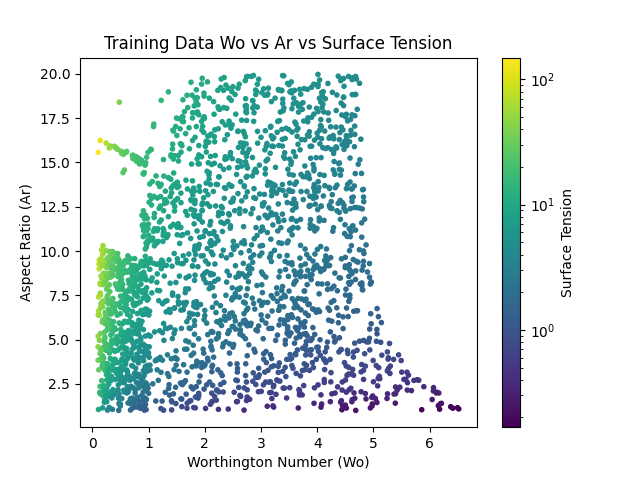 Training Data Wo vs Ar vs Surface Tension
20.0
17.5
15.0
12.5
10.0
7.5
5.0
2.5
Aspect Ratio (Ar)
0 1 2 3 4 5 6
Worthington Number (Wo)
10²
10¹
10⁰
Surface Tension